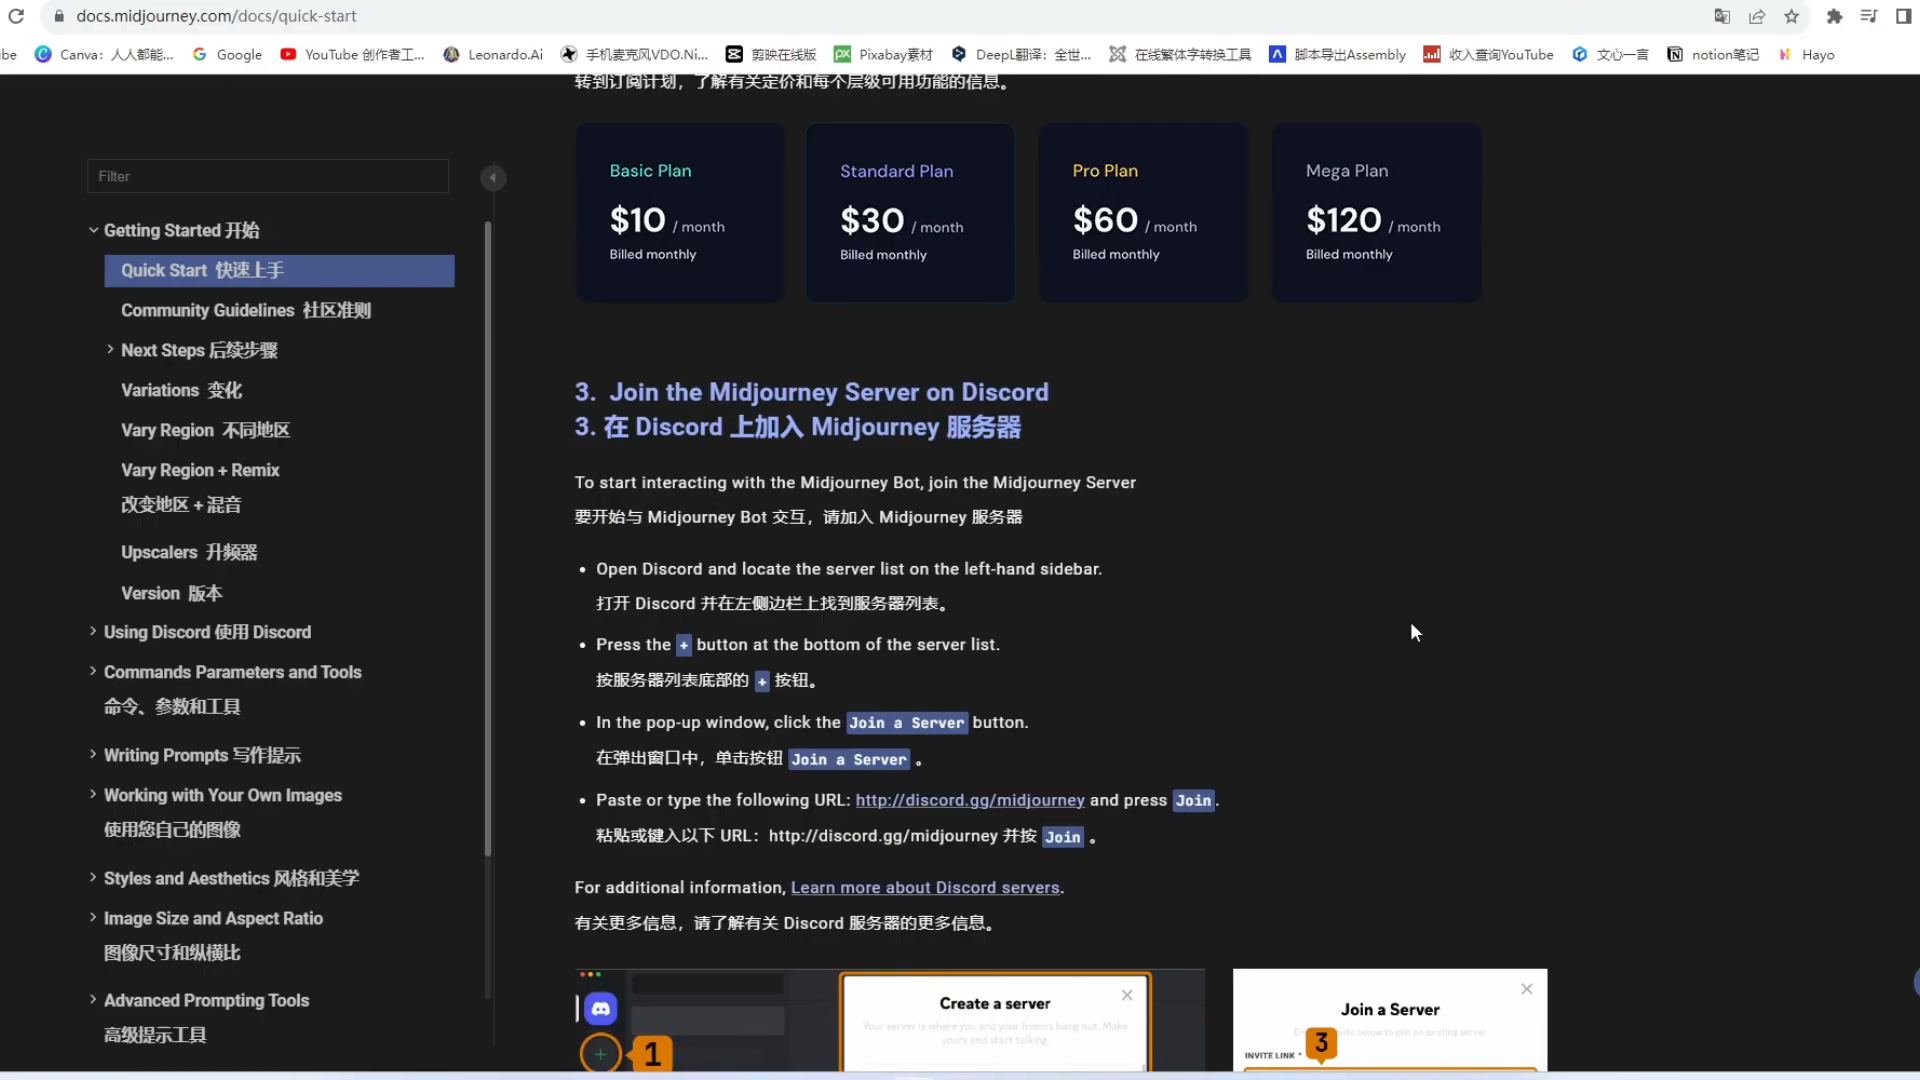 docs.midjourney.com/docs/quick-start
be
Canva：人人都能...
Google
YouTube 创作者工...
Leonardo.Ai
手机麦克风VDO.Ni...
剪映在线版
Pixabay素材
DeepL翻译：全世...
在线繁体字转换工具
脚本导出Assembly
收入查询YouTube
文心一言
notion笔记
Hayo
转到订阅计划，了解有关定价和每个层级可用功能的信息。
Filter
Getting Started 开始
Quick Start 快速上手
Community Guidelines 社区准则
Next Steps 后续步骤
Variations 变化
Vary Region 不同地区
Vary Region + Remix
改变地区 + 混音
Upscalers 升频器
Version 版本
Using Discord 使用 Discord
Commands Parameters and Tools
命令、参数和工具
Writing Prompts 写作提示
Working with Your Own Images
使用您自己的图像
Styles and Aesthetics 风格和美学
Image Size and Aspect Ratio
图像尺寸和纵横比
Advanced Prompting Tools
高级提示工具
Basic Plan
$10 / month
Billed monthly
Standard Plan
$30 / month
Billed monthly
Pro Plan
$60 / month
Billed monthly
Mega Plan
$120 / month
Billed monthly
3. Join the Midjourney Server on Discord
3. 在 Discord 上加入 Midjourney 服务器
To start interacting with the Midjourney Bot, join the Midjourney Server
要开始与 Midjourney Bot 交互，请加入 Midjourney 服务器
• Open Discord and locate the server list on the left-hand sidebar.
打开 Discord 并在左侧边栏上找到服务器列表。
• Press the + button at the bottom of the server list.
按服务器列表底部的 + 按钮。
• In the pop-up window, click the Join a Server button.
在弹出窗口中，单击按钮 Join a Server 。
• Paste or type the following URL: http://discord.gg/midjourney and press Join.
粘贴或键入以下 URL：http://discord.gg/midjourney 并按 Join 。
For additional information, Learn more about Discord servers.
有关更多信息，请了解有关 Discord 服务器的更多信息。
1
Create a server
Your server is where you and your friends hang out. Make
yours and start talking
Join a Server
below to join an existing server
3
INVITE LINK *